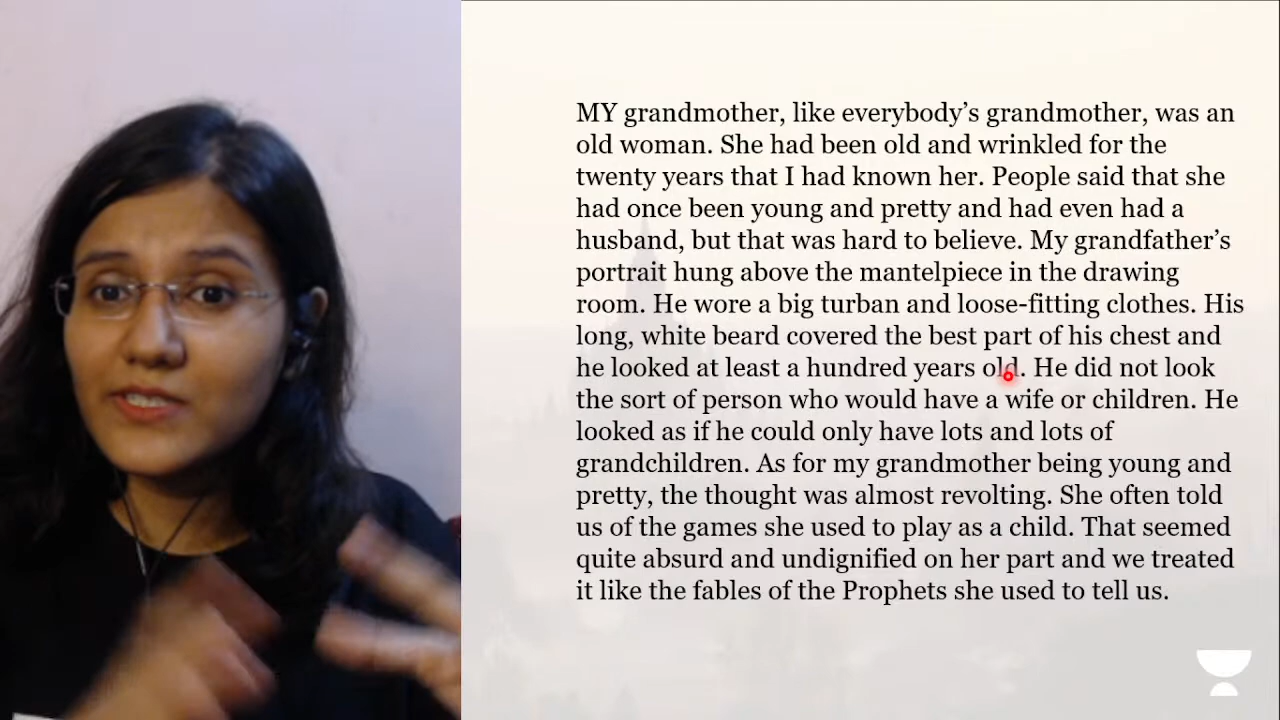 MY grandmother, like everybody’s grandmother, was an
old woman. She had been old and wrinkled for the
twenty years that I had known her. People said that she
had once been young and pretty and had even had a
husband, but that was hard to believe. My grandfather’s
portrait hung above the mantelpiece in the drawing
room. He wore a big turban and loose-fitting clothes. His
long, white beard covered the best part of his chest and
he looked at least a hundred years old. He did not look
the sort of person who would have a wife or children. He
looked as if he could only have lots and lots of
grandchildren. As for my grandmother being young and
pretty, the thought was almost revolting. She often told
us of the games she used to play as a child. That seemed
quite absurd and undignified on her part and we treated
it like the fables of the Prophets she used to tell us.